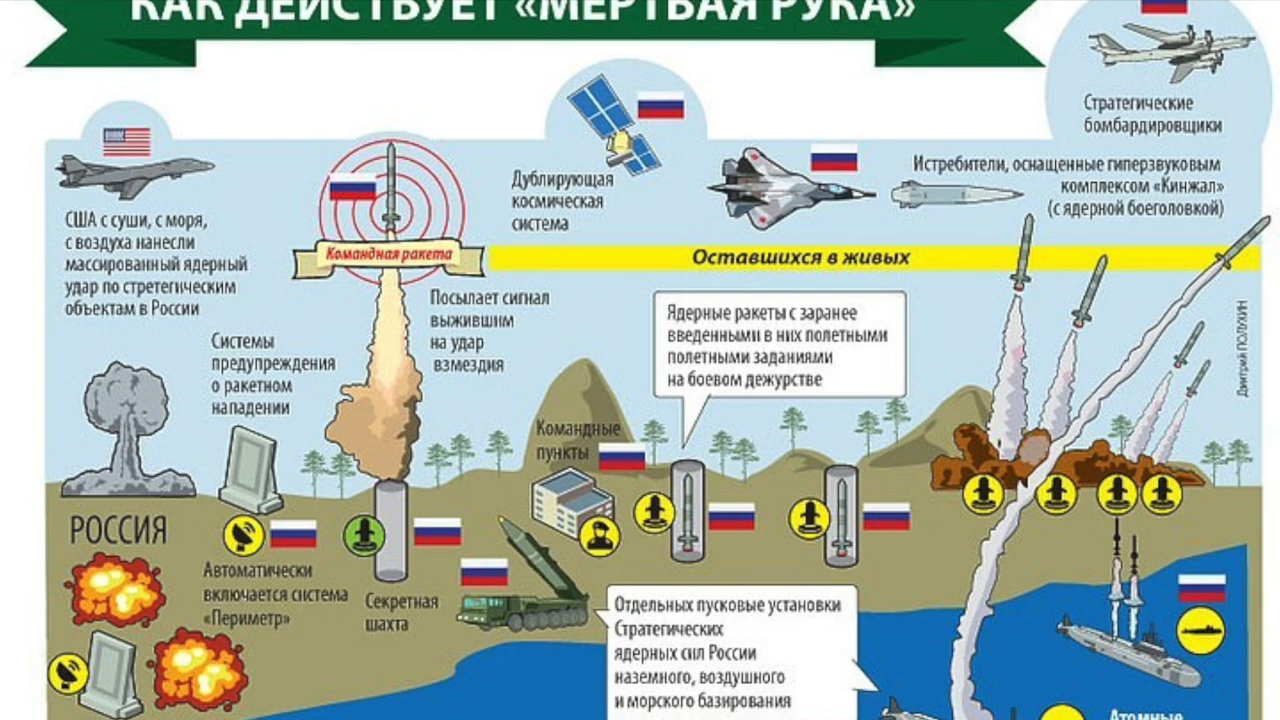 КАК ДЕЙСТВУЕТ «МЕРТВАЯ РУКА»
Стратегические
бомбардировщики
США с суши, с моря,
с воздуха нанесли
массированный ядерный
удар по стретегическим
объектам в России
Командная ракета
Дублирующая
космическая
система
Истребители, оснащенные гиперзвуковым
комплексом «Кинжал»
(с ядерной боеголовкой)
Оставшихся в живых
Посылает сигнал
выжившим
на удар
возмездия
Системы
предупреждения
о ракетном
нападении
Ядерные ракеты с заранее
введенными в них полетными
полетными заданиями
на боевом дежурстве
Дмитрий ПОЛУХИН
Командные
пункты
РОССИЯ
Автоматически
включается система
«Периметр»
Секретная
шахта
Отдельных пусковые установки
Стратегических
ядерных сил России
наземного, воздушного
и морского базирования
Атомные